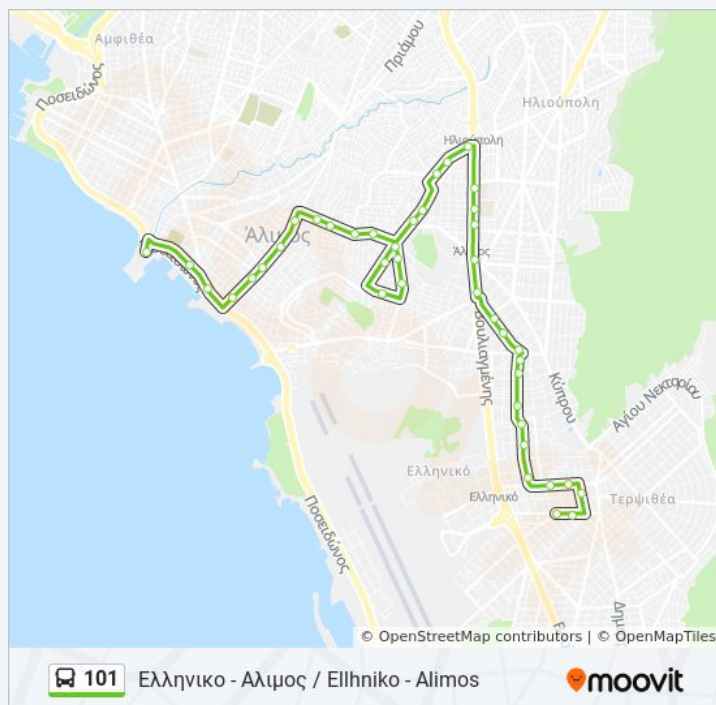 Αμφιθέα
Ποσειδώνος
Πριάμου
Ηλιούπολη
Ηλιούπολη
Άλιμος
Άλιμος
Βουλιαγμένης
Κύπρου
Αγίου Νεκταρίου
Ελληνικό
Ελληνικό
Τερψιθέα
Ποσειδώνος
© OpenStreetMap contributors | © OpenMapTiles
101 Ελληνικο - Αλιμος / Ellhniko - Alimos
moovit